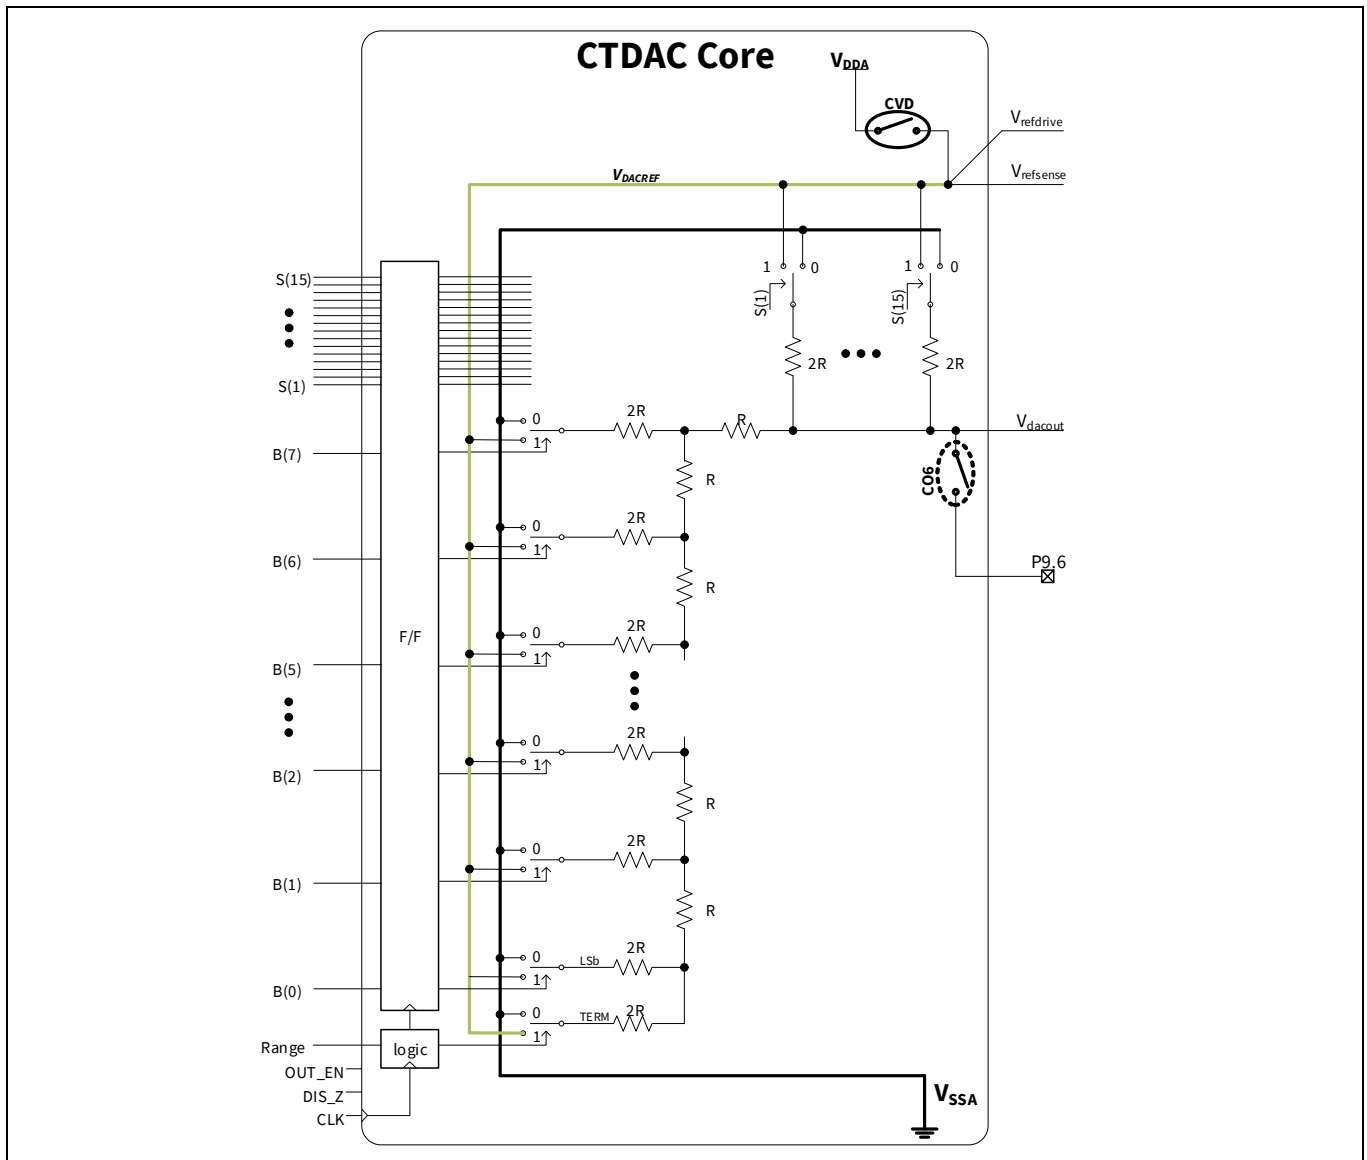 CTDAC Core
VDDA
CVD
Vrefdrive
VDACREF
Vrefsense
1 0 1 0
S(1) S(15)
S(15)
2R 2R
S(1)
0 2R R Vdacout
1
B(7)
R
CO6
0 2R
1
B(6)
P9.6
R
F/F
0 2R
1
B(5)
0 2R
1
B(2)
R
0 2R
1
B(1)
R
0 LSb 2R
1
B(0)
0 TERM 2R
1
Range
logic
OUT_EN
DIS_Z
VSSA
CLK